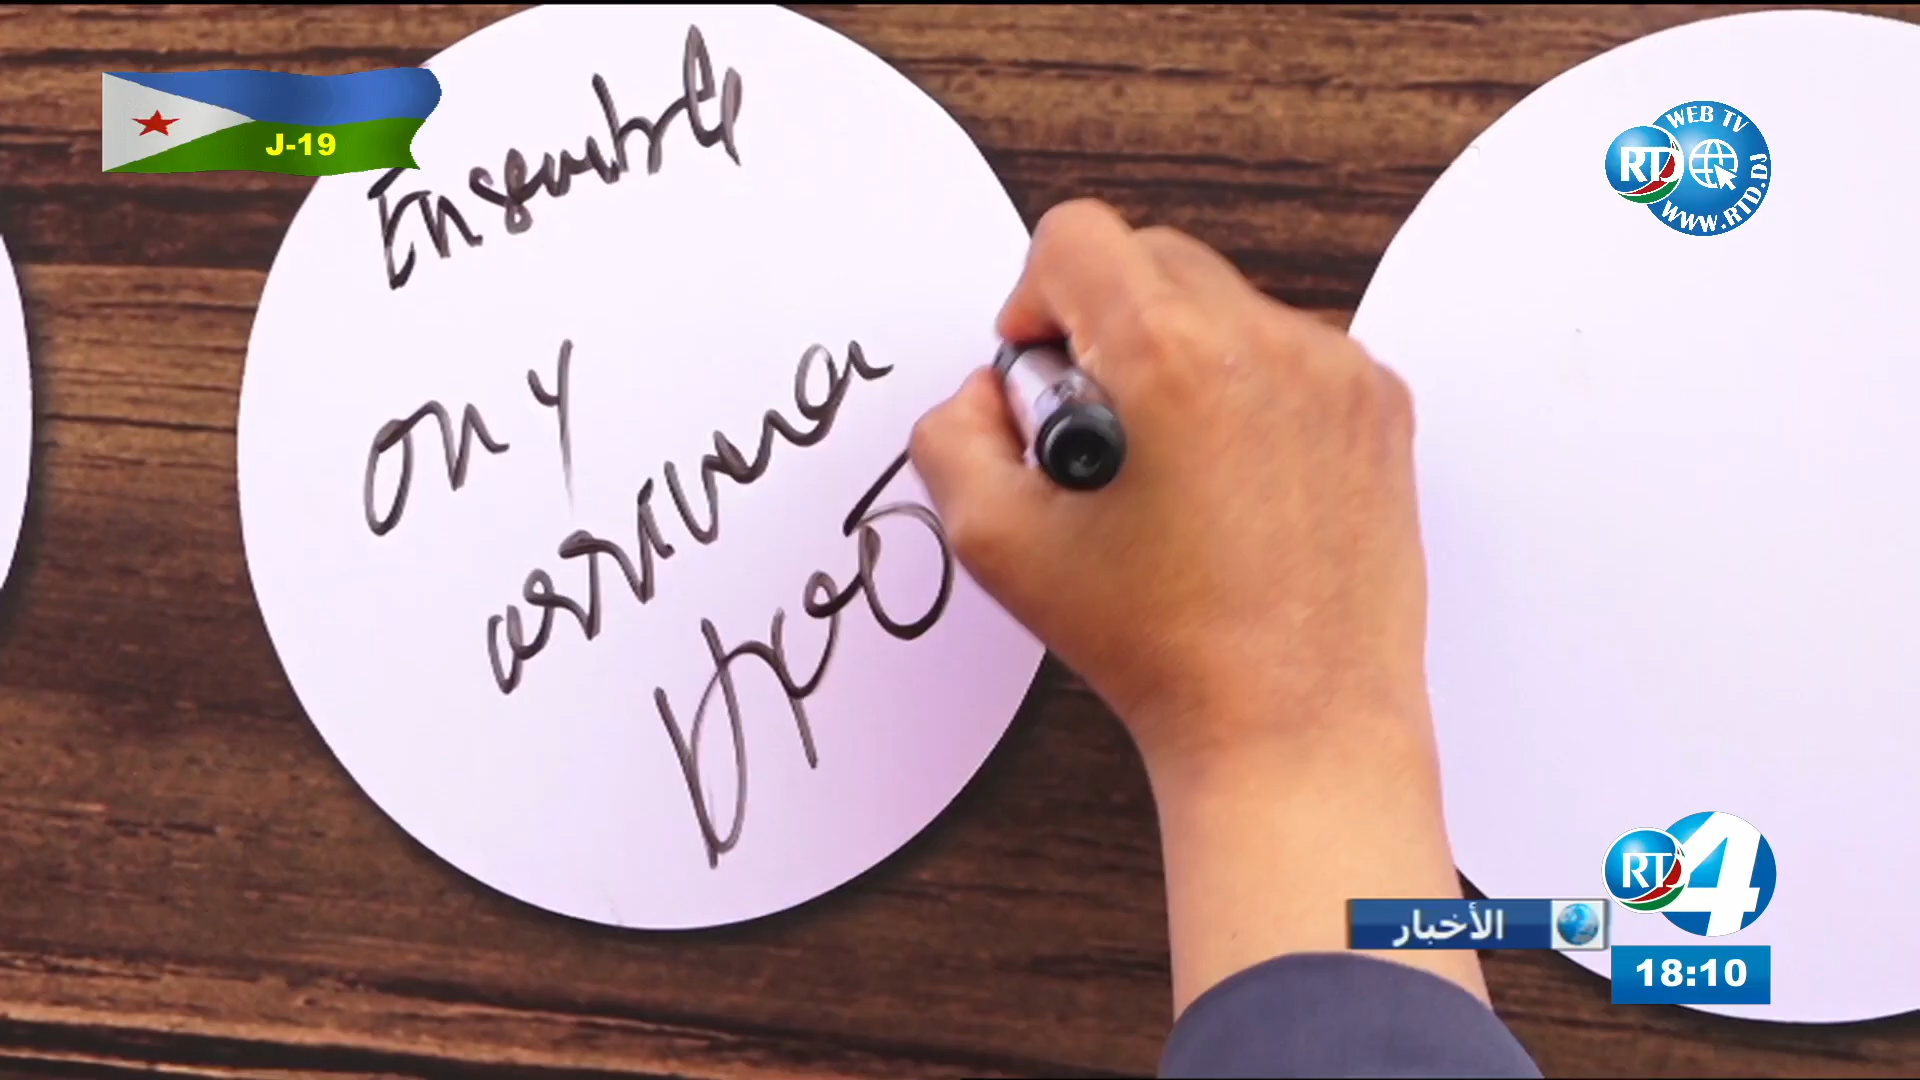 J-19
WEB TV
RTD
WWW.RTD.DJ
Ensemble
on y
arrivera
RTD 4
الأخبار
18:10